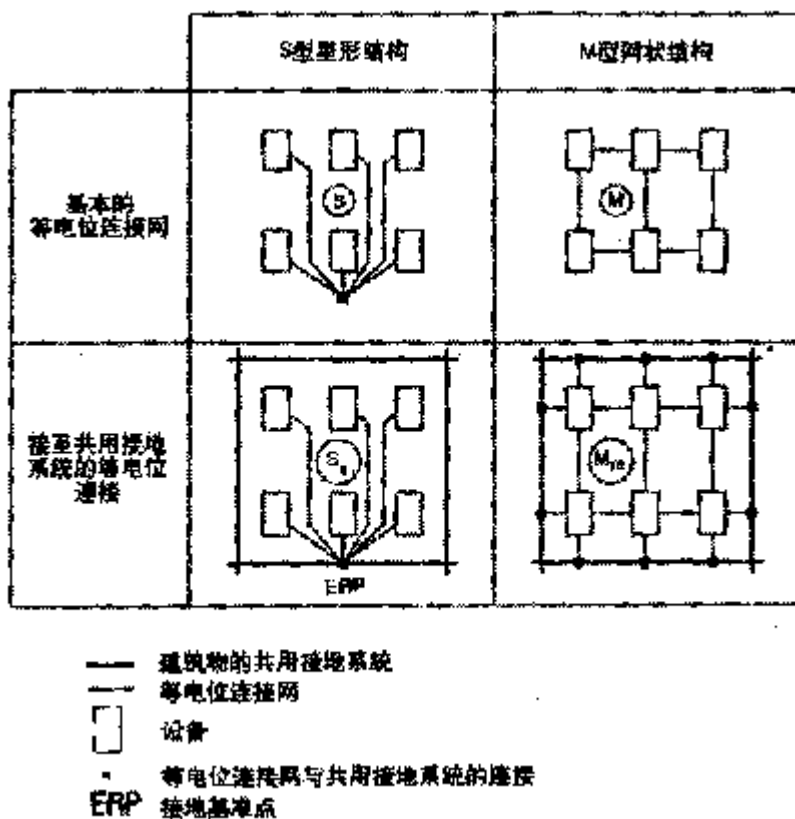 S型星形结构
M型网状结构
基本的
等电位连接网
S
M
接至共用接地
系统的等电位
连接
Ss
Mm
ERP
建筑物的共用接地系统
等电位连接网
设备
等电位连接网与共用接地系统的连接
ERP 接地基准点